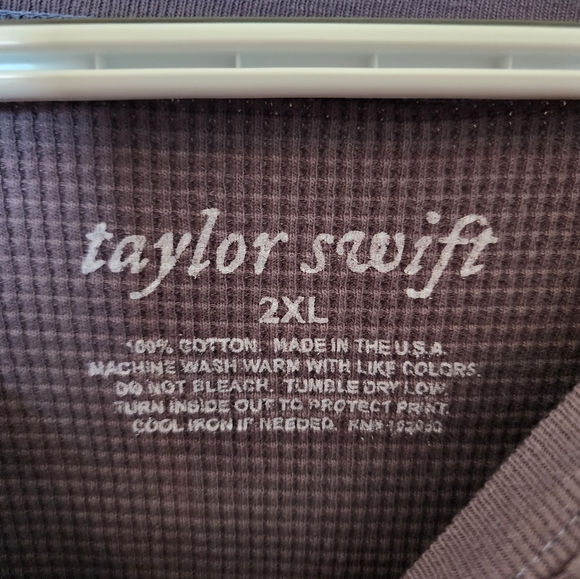 taylor swift
2XL
100% COTTON. MADE IN THE U.S.A.
MACHINE WASH WARM WITH LIKE COLORS.
DO NOT BLEACH. TUMBLE DRY LOW.
TURN INSIDE OUT TO PROTECT PRINT.
COOL IRON IF NEEDED.